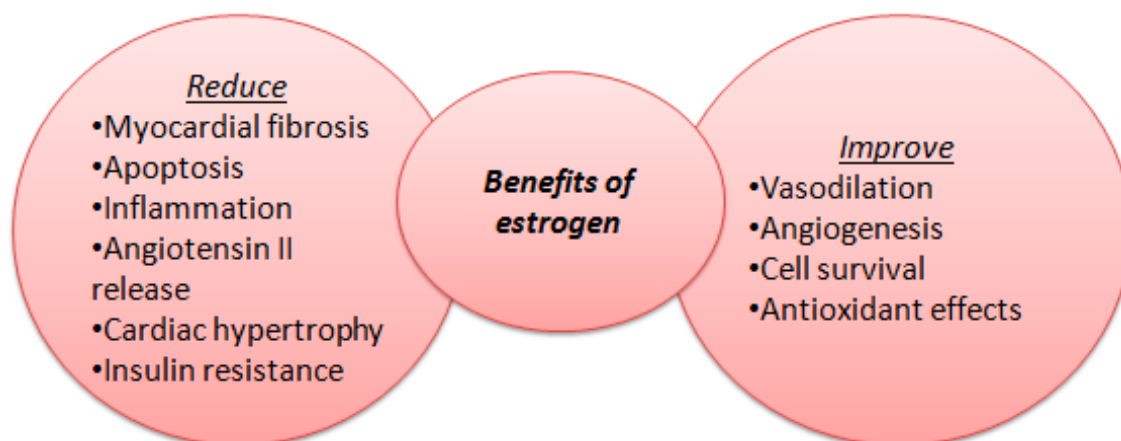 Reduce
•Myocardial fibrosis
•Apoptosis
•Inflammation
•Angiotensin II
release
•Cardiac hypertrophy
•Insulin resistance
Benefits of
estrogen
Improve
•Vasodilation
•Angiogenesis
•Cell survival
•Antioxidant effects